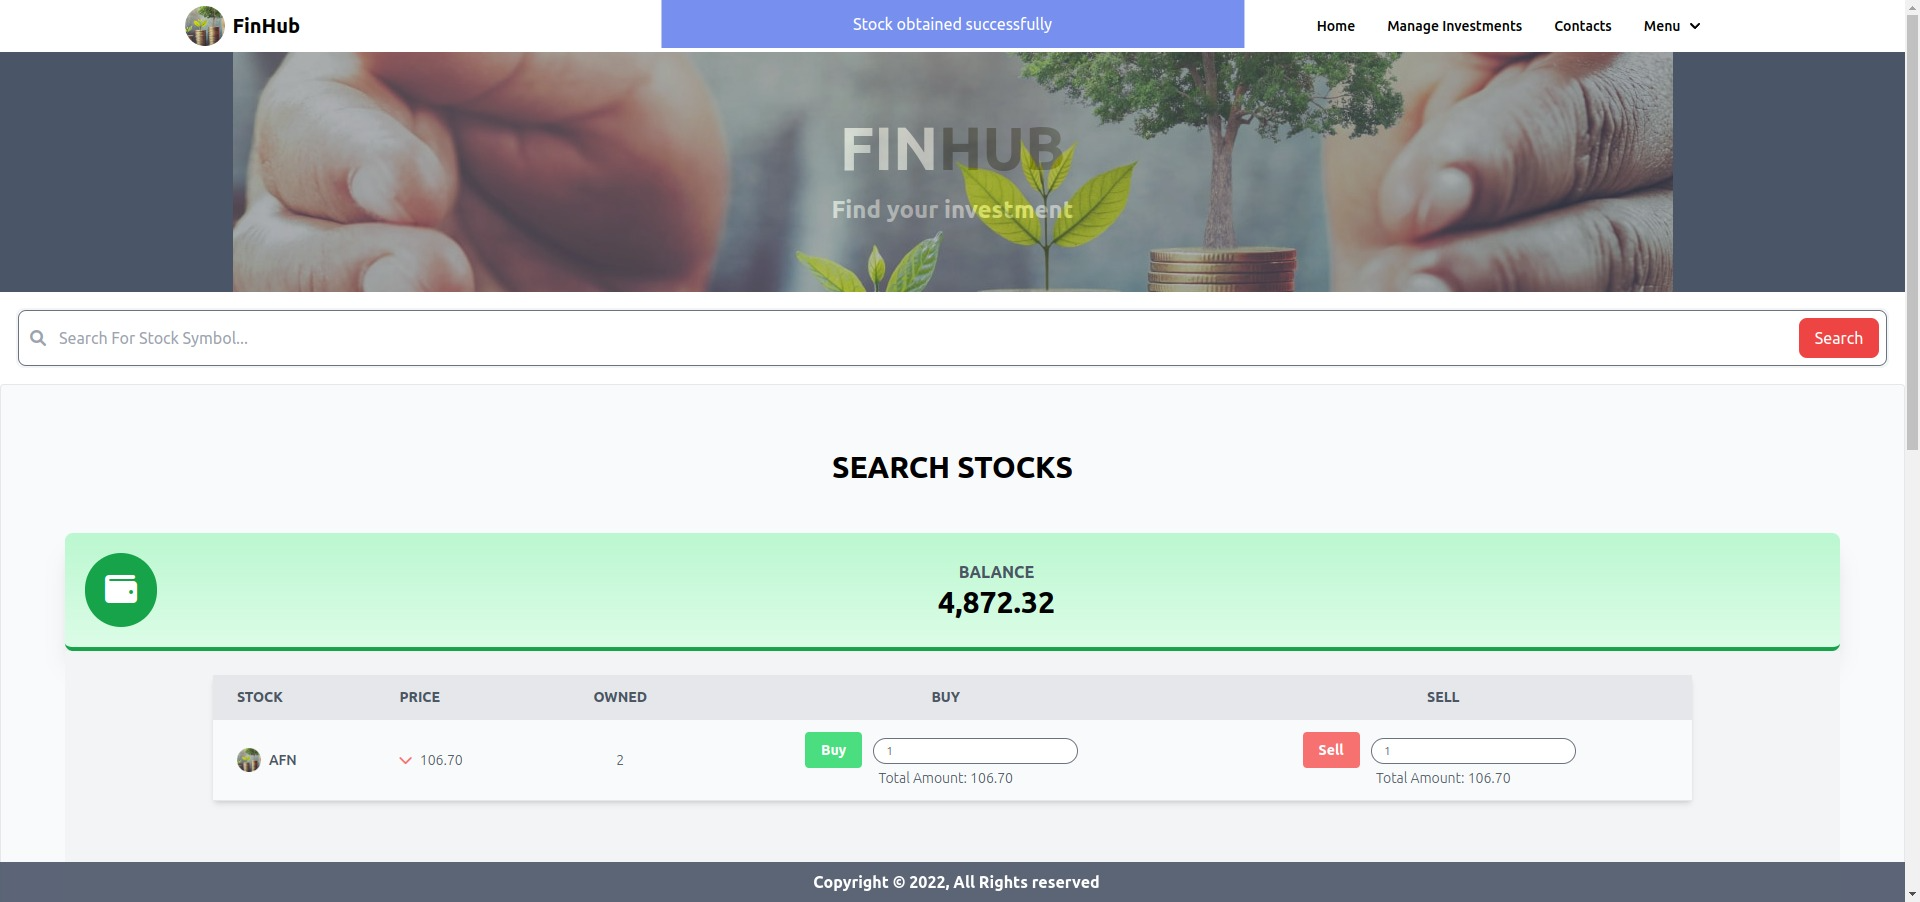 FinHub
Stock obtained successfully
Home
Manage Investments
Contacts
Menu
FINHUB
Find your investment
Search For Stock Symbol...
Search
SEARCH STOCKS
BALANCE
4,872.32
STOCK PRICE OWNED BUY SELL
AFN 106.70 2 Buy 1 Sell 1
Total Amount: 106.70 Total Amount: 106.70
Copyright © 2022, All Rights reserved